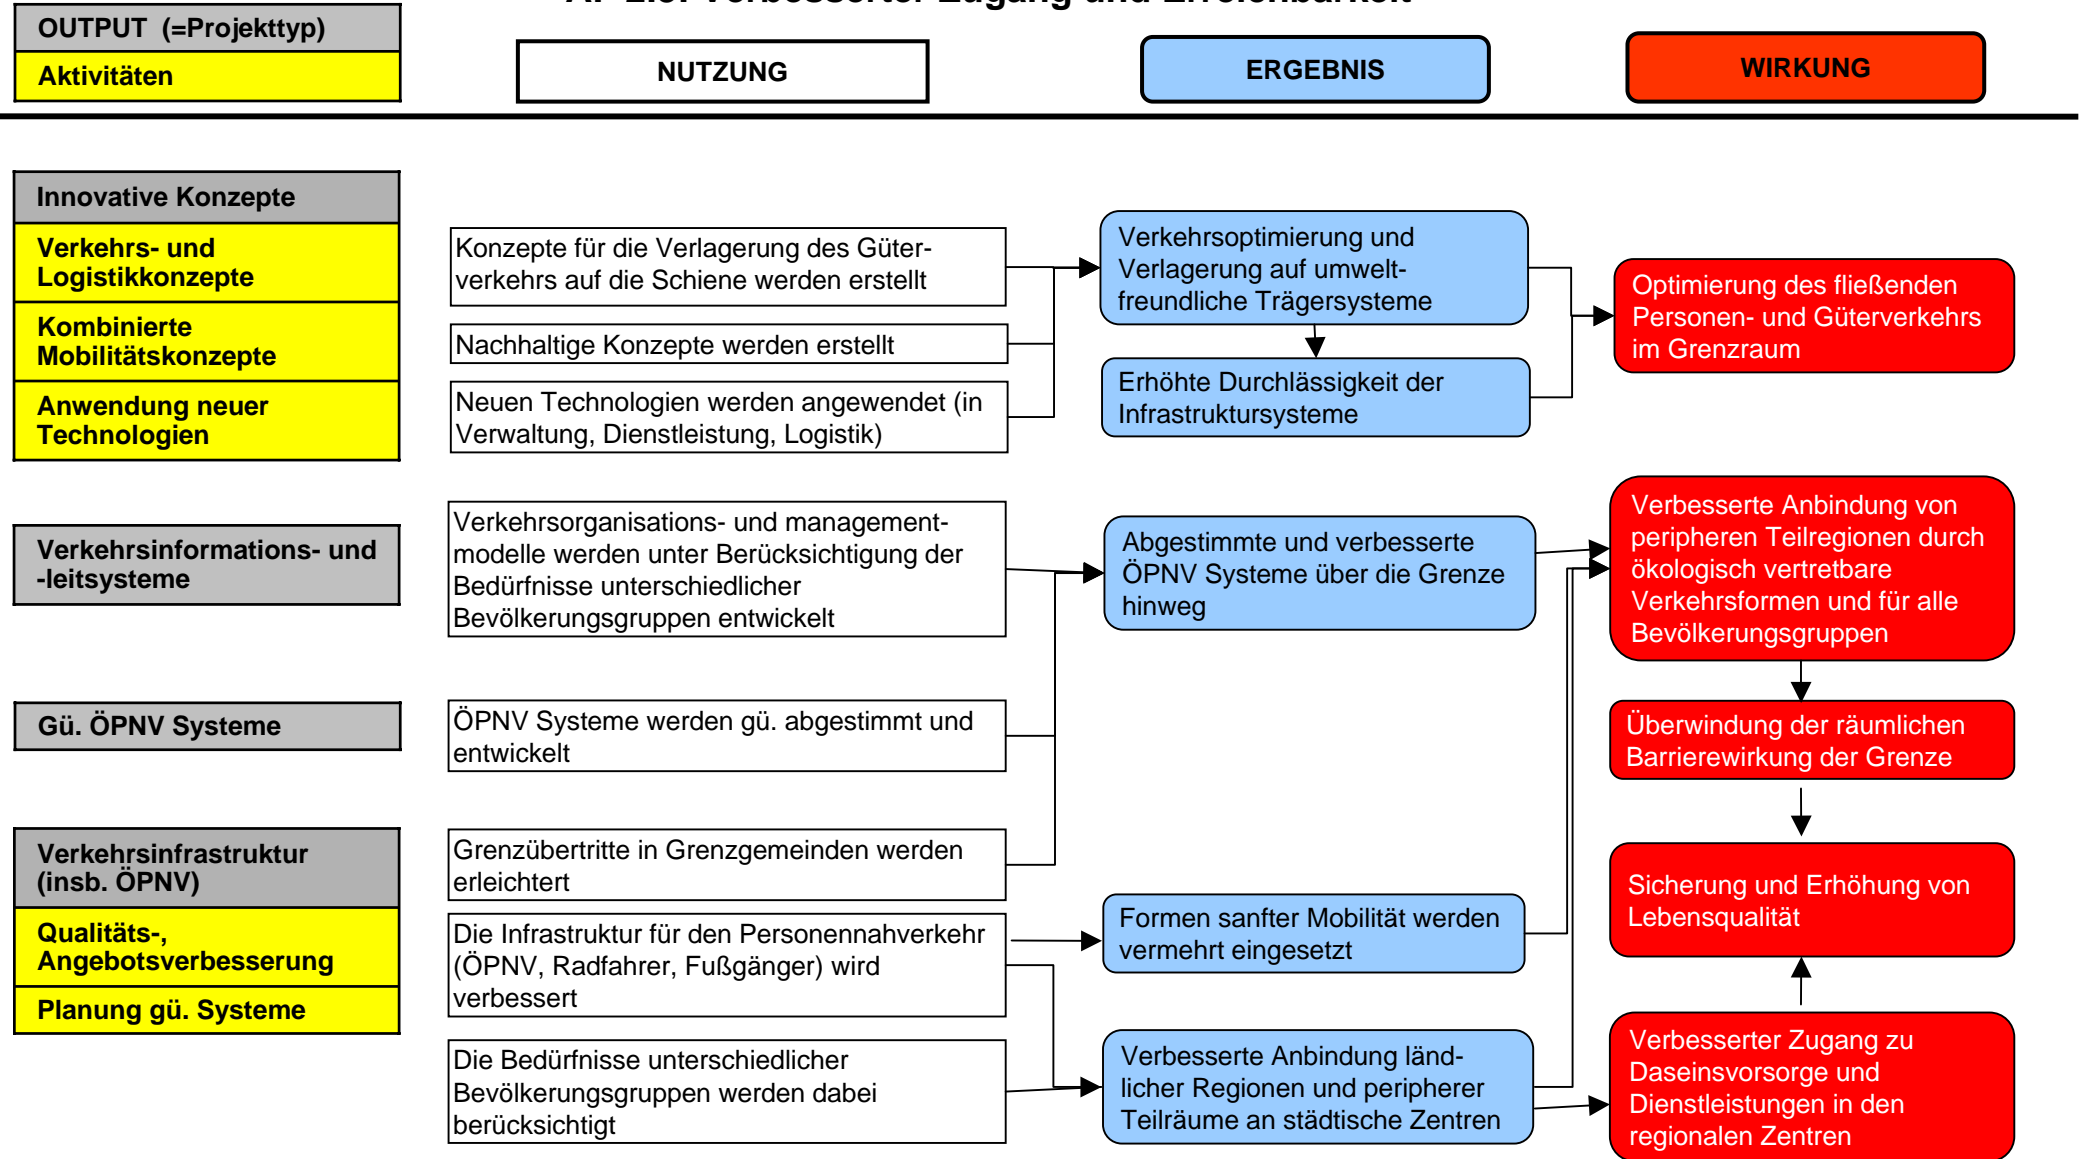 AF 2.3: Verbesserter Zugang und Erreichbarkeit
OUTPUT (=Projekttyp)
Aktivitäten
NUTZUNG
ERGEBNIS
WIRKUNG
Innovative Konzepte
Verkehrs- und
Logistikkonzepte
Kombinierte
Mobilitätskonzepte
Anwendung neuer
Technologien
Konzepte für die Verlagerung des Güter-
verkehrs auf die Schiene werden erstellt
Nachhaltige Konzepte werden erstellt
Neuen Technologien werden angewendet (in
Verwaltung, Dienstleistung, Logistik)
Verkehrsoptimierung und
Verlagerung auf umwelt-
freundliche Trägersysteme
Erhöhte Durchlässigkeit der
Infrastruktursysteme
Optimierung des fließenden
Personen- und Güterverkehrs
im Grenzraum
Verkehrsinformations- und
-leitsysteme
Verkehrsorganisations- und management-
modelle werden unter Berücksichtigung der
Bedürfnisse unterschiedlicher
Bevölkerungsgruppen entwickelt
Abgestimmte und verbesserte
ÖPNV Systeme über die Grenze
hinweg
Verbesserte Anbindung von
peripheren Teilregionen durch
ökologisch vertretbare
Verkehrsformen und für alle
Bevölkerungsgruppen
Gü. ÖPNV Systeme
ÖPNV Systeme werden gü. abgestimmt und
entwickelt
Überwindung der räumlichen
Barrierewirkung der Grenze
Verkehrsinfrastruktur
(insb. ÖPNV)
Qualitäts-,
Angebotsverbesserung
Planung gü. Systeme
Grenzübertritte in Grenzgemeinden werden
erleichtert
Die Infrastruktur für den Personennahverkehr
(ÖPNV, Radfahrer, Fußgänger) wird
verbessert
Die Bedürfnisse unterschiedlicher
Bevölkerungsgruppen werden dabei
berücksichtigt
Formen sanfter Mobilität werden
vermehrt eingesetzt
Verbesserte Anbindung länd-
licher Regionen und peripherer
Teilräume an städtische Zentren
Sicherung und Erhöhung von
Lebensqualität
Verbesserter Zugang zu
Daseinsvorsorge und
Dienstleistungen in den
regionalen Zentren